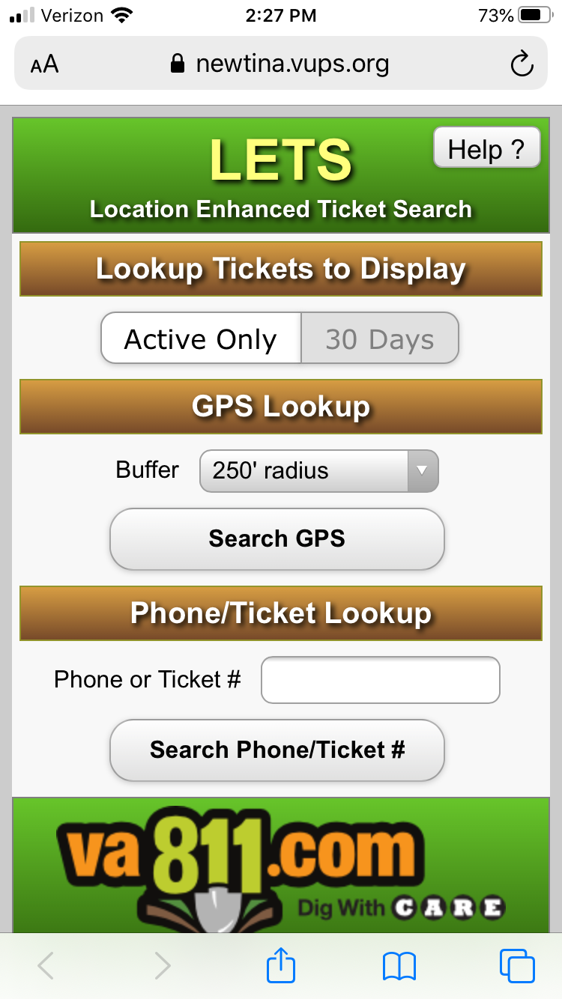 Verizon 2:27 PM 73%
AA newtina.vups.org
LETS
Help ?
Location Enhanced Ticket Search
Lookup Tickets to Display
Active Only 30 Days
GPS Lookup
Buffer 250' radius
Search GPS
Phone/Ticket Lookup
Phone or Ticket #
Search Phone/Ticket #
va811.com
Dig With CARE